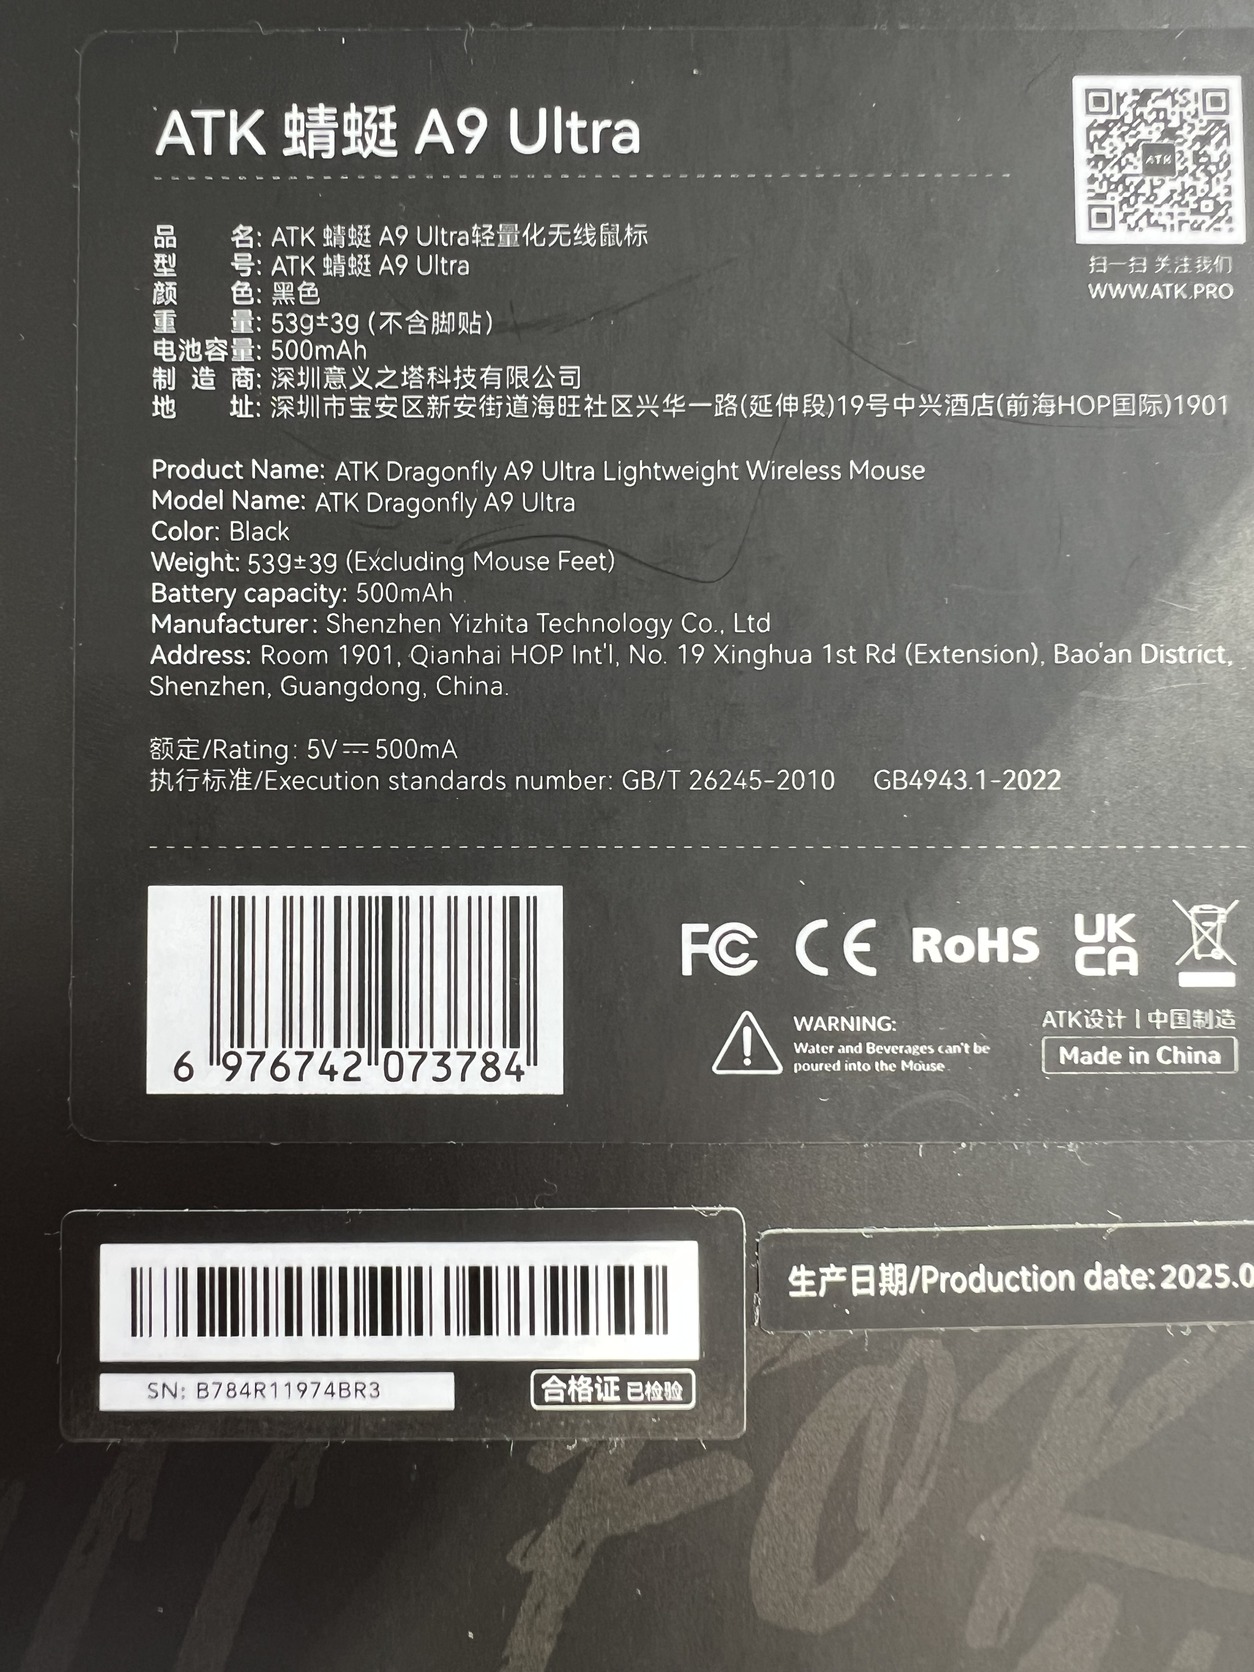 ATK 蜻蜓 A9 Ultra
品 名: ATK 蜻蜓 A9 Ultra轻量化无线鼠标
型 号: ATK 蜻蜓 A9 Ultra
颜 色: 黑色
重 量: 53g±3g (不含脚贴)
电池容量: 500mAh
制 造 商: 深圳意义之塔科技有限公司
地 址: 深圳市宝安区新安街道海旺社区兴华一路(延伸段)19号中兴酒店(前海HOP国际)1901
ATK
扫一扫 关注我们
WWW.ATK.PRO
Product Name: ATK Dragonfly A9 Ultra Lightweight Wireless Mouse
Model Name: ATK Dragonfly A9 Ultra
Color: Black
Weight: 53g±3g (Excluding Mouse Feet)
Battery capacity: 500mAh
Manufacturer: Shenzhen Yizhita Technology Co., Ltd
Address: Room 1901, Qianhai HOP Int'l, No. 19 Xinghua 1st Rd (Extension), Bao'an District,
Shenzhen, Guangdong, China.
额定/Rating: 5V⎓500mA
执行标准/Execution standards number: GB/T 26245-2010 GB4943.1-2022
6 976742 073784
FC CE RoHS UK CA
WARNING:
Water and Beverages can't be
poured into the Mouse
ATK设计 | 中国制造
Made in China
生产日期/Production date: 2025.0
SN: B784R11974BR3
合格证 已检验